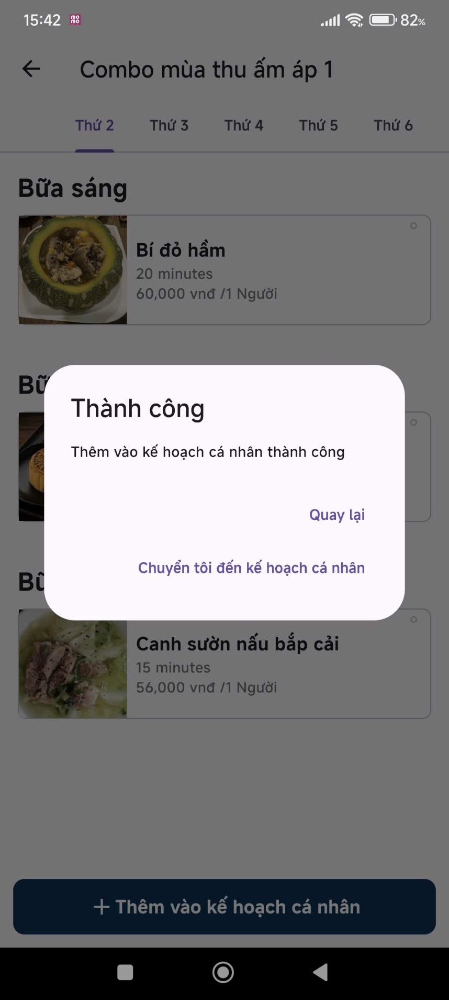 15:42 mo mo 82%
Combo mùa thu ấm áp 1
Thứ 2 Thứ 3 Thứ 4 Thứ 5 Thứ 6
Bữa sáng
Bí đỏ hầm
20 minutes
60,000 vnđ /1 Người
Thành công
Thêm vào kế hoạch cá nhân thành công
Quay lại
Chuyển tôi đến kế hoạch cá nhân
Canh sườn nấu bắp cải
15 minutes
56,000 vnđ /1 Người
+ Thêm vào kế hoạch cá nhân